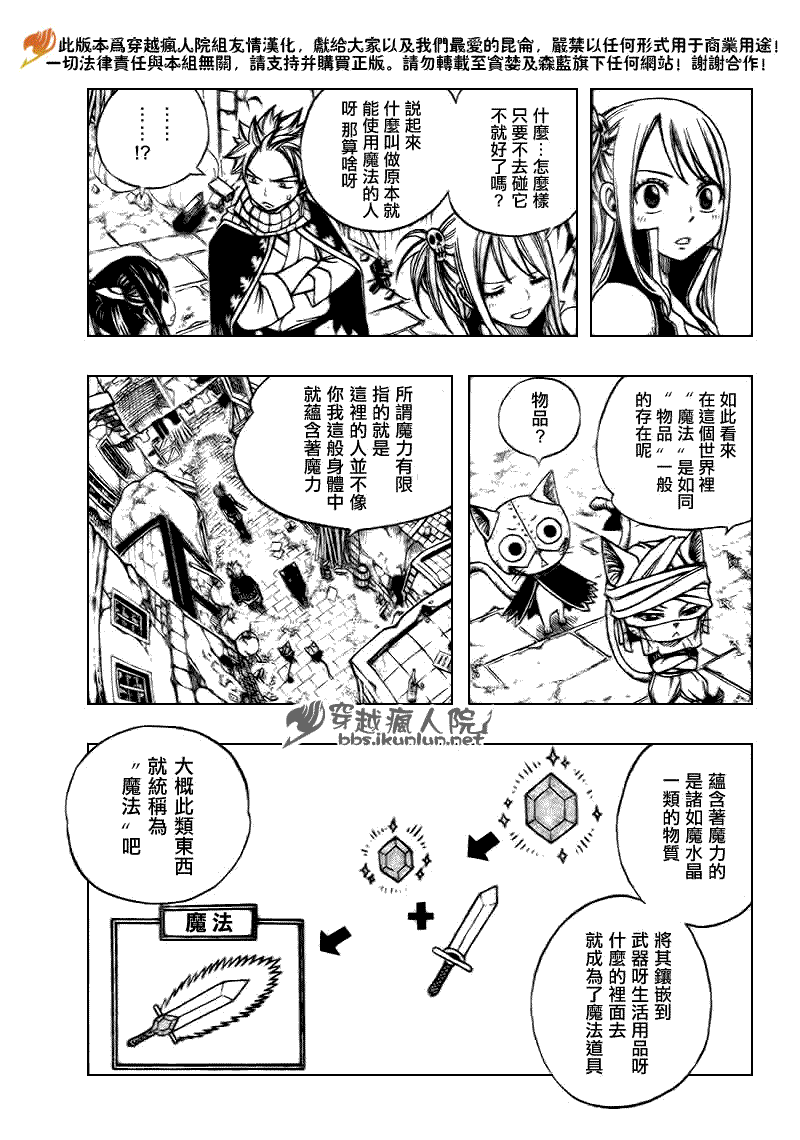 此版本爲穿越瘋人院組友情漢化，獻給大家以及我們最愛的昆侖，嚴禁以任何形式用于商業用途！
一切法律責任與本組無關，請支持并購買正版。請勿轉載至貪婪及森藍旗下任何網站！謝謝合作！
什麼…怎麼樣
只要不去碰它
不就好了嗎？
説起來
什麼叫做原本就
能使用魔法的人
呀那算啥呀
……
……!?
如此看來
在這個世界裡
〝魔法〞是如同
〝物品〞一般
的存在呢
物品？
所謂魔力有限
指的就是
這裡的人並不像
你我這般身體中
就蘊含著魔力
穿越瘋人院
bbs.ikunlun.net
蘊含著魔力的
是諸如魔水晶
一類的物質
將其鑲嵌到
武器呀生活用品呀
什麼的裡面去
就成為了魔法道具
大概此類東西
就統稱為
〝魔法〞吧
魔法